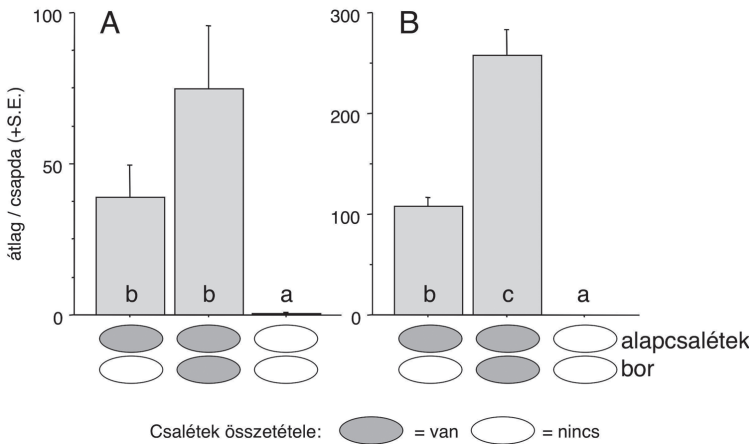 A
B
átlag / csapda (+S.E.)
100
50
0
b
b
a
300
200
100
0
b
c
a
alapcsalétek
bor
Csalétek összetétele: = van = nincs